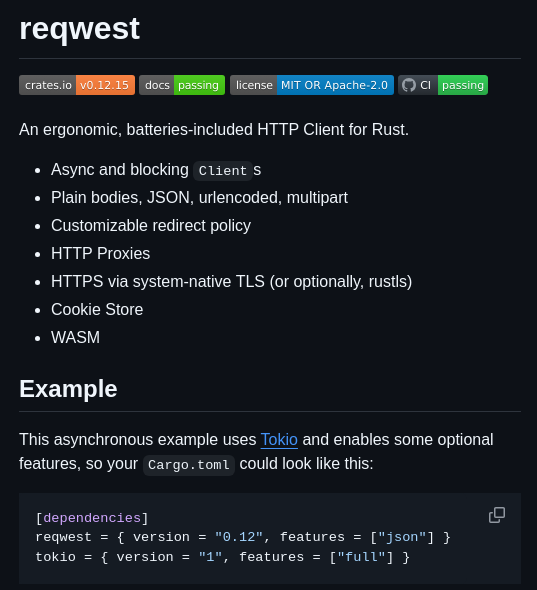 reqwest
crates.io v0.12.15 docs passing license MIT OR Apache-2.0 CI passing
An ergonomic, batteries-included HTTP Client for Rust.
Async and blocking Clients
Plain bodies, JSON, urlencoded, multipart
Customizable redirect policy
HTTP Proxies
HTTPS via system-native TLS (or optionally, rustls)
Cookie Store
WASM
Example
This asynchronous example uses Tokio and enables some optional
features, so your Cargo.toml could look like this:
[dependencies]
reqwest = { version = "0.12", features = ["json"] }
tokio = { version = "1", features = ["full"] }